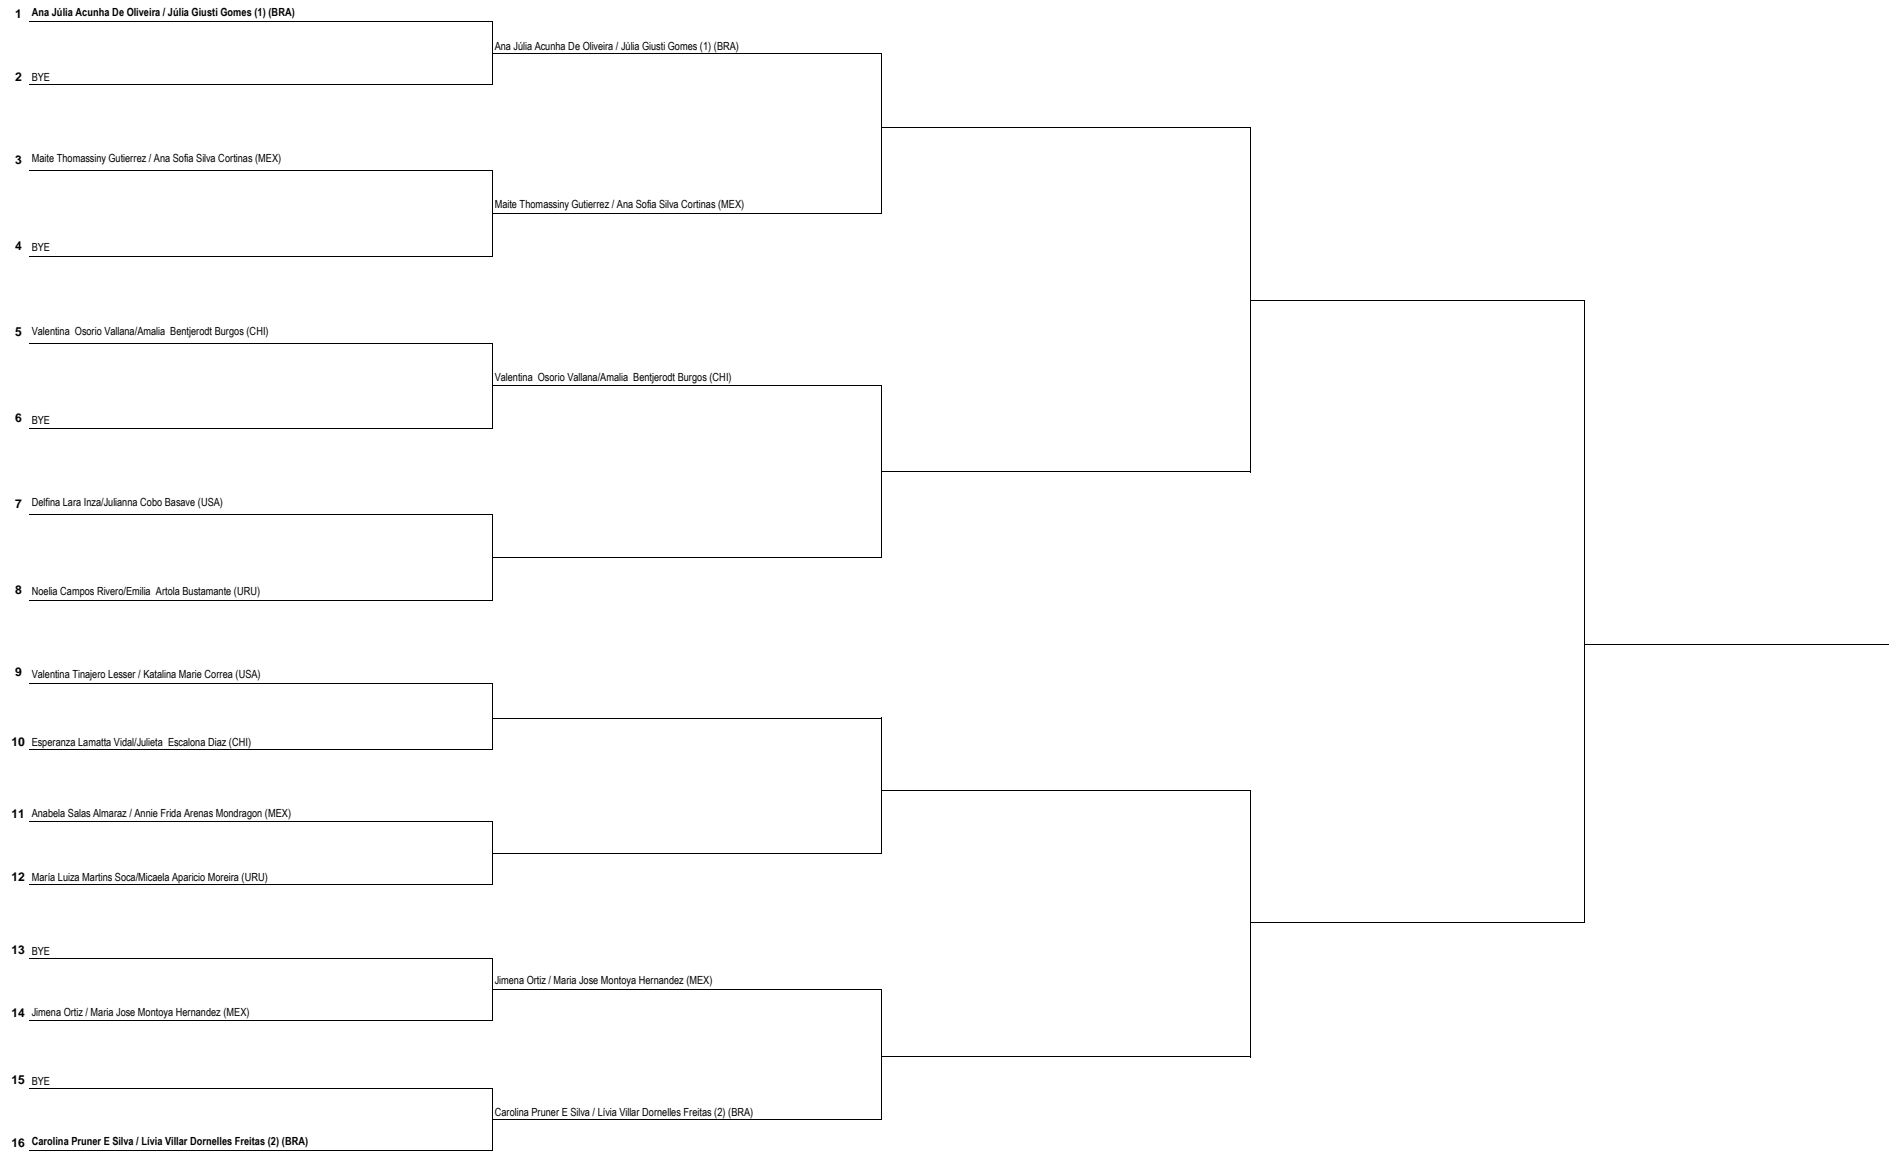 1 Ana Júlia Acunha De Oliveira / Júlia Giusti Gomes (1) (BRA)
Ana Júlia Acunha De Oliveira / Júlia Giusti Gomes (1) (BRA)
2 BYE
3 Maite Thomassiny Gutierrez / Ana Sofia Silva Cortinas (MEX)
Maite Thomassiny Gutierrez / Ana Sofia Silva Cortinas (MEX)
4 BYE
5 Valentina Osorio Vallana/Amalia Bentjerodt Burgos (CHI)
Valentina Osorio Vallana/Amalia Bentjerodt Burgos (CHI)
6 BYE
7 Delfina Lara Inza/Julianna Cobo Basave (USA)
8 Noelia Campos Rivero/Emilia Artola Bustamante (URU)
9 Valentina Tinajero Lesser / Katalina Marie Correa (USA)
10 Esperanza Lamatta Vidal/Julieta Escalona Diaz (CHI)
11 Anabela Salas Almaraz / Annie Frida Arenas Mondragon (MEX)
12 María Luiza Martins Soca/Micaela Aparicio Moreira (URU)
13 BYE
Jimena Ortiz / Maria Jose Montoya Hernandez (MEX)
14 Jimena Ortiz / Maria Jose Montoya Hernandez (MEX)
15 BYE
Carolina Pruner E Silva / Lívia Villar Dornelles Freitas (2) (BRA)
16 Carolina Pruner E Silva / Lívia Villar Dornelles Freitas (2) (BRA)